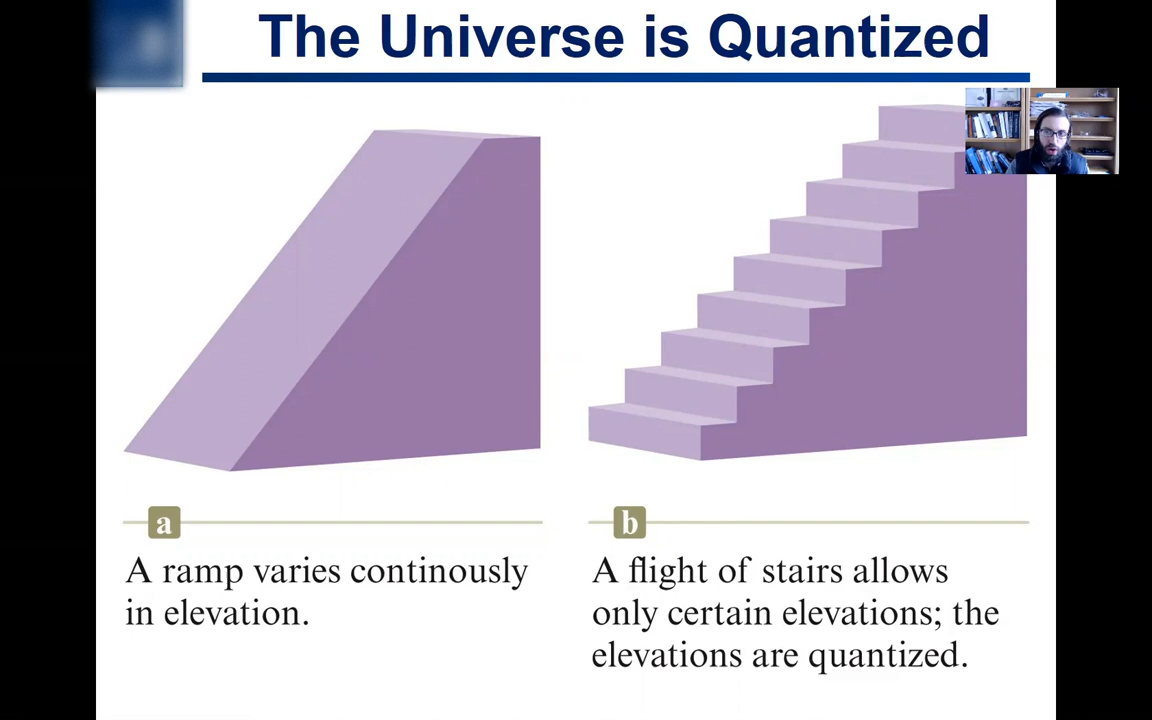 The Universe is Quantized
a
A ramp varies continously
in elevation.
b
A flight of stairs allows
only certain elevations; the
elevations are quantized.